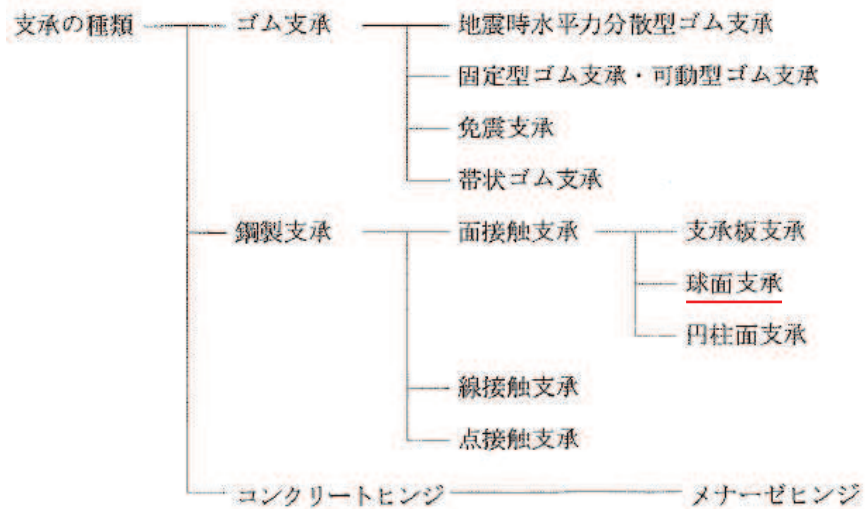 支承の種類 ゴム支承 地震時水平力分散型ゴム支承
固定型ゴム支承・可動型ゴム支承
免震支承
帯状ゴム支承
鋼製支承 面接触支承 支承板支承
球面支承
円柱面支承
線接触支承
点接触支承
コンクリートヒンジ メナーゼヒンジ